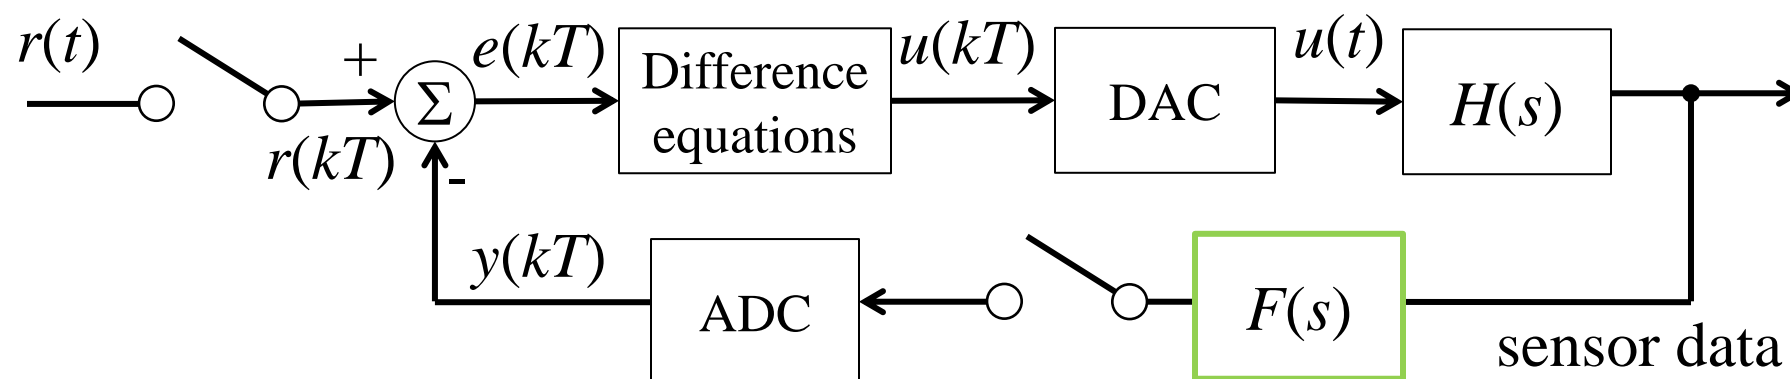 r(t)
+
e(kT)
Difference
equations
u(kT)
DAC
u(t)
H(s)
Σ
r(kT)
-
y(kT)
ADC
F(s)
sensor data